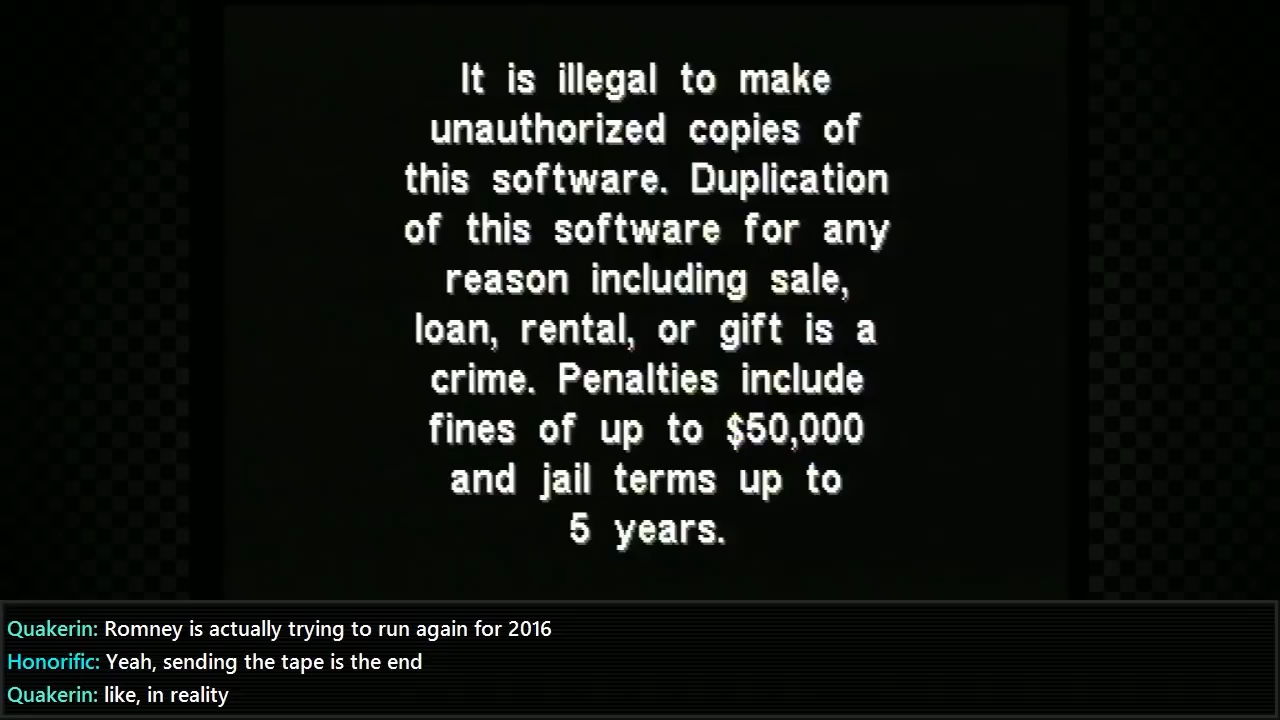 It is illegal to make
unauthorized copies of
this software. Duplication
of this software for any
reason including sale,
loan, rental, or gift is a
crime. Penalties include
fines of up to $50,000
and jail terms up to
5 years.
Quakerin: Romney is actually trying to run again for 2016
Honorific: Yeah, sending the tape is the end
Quakerin: like, in reality